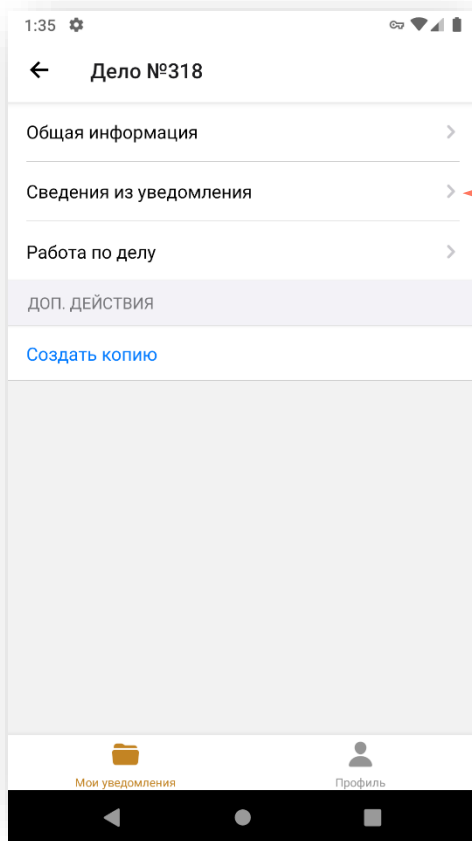 1:35
Дело №318
Общая информация
Сведения из уведомления
Работа по делу
ДОП. ДЕЙСТВИЯ
Создать копию
Мои уведомления
Профиль